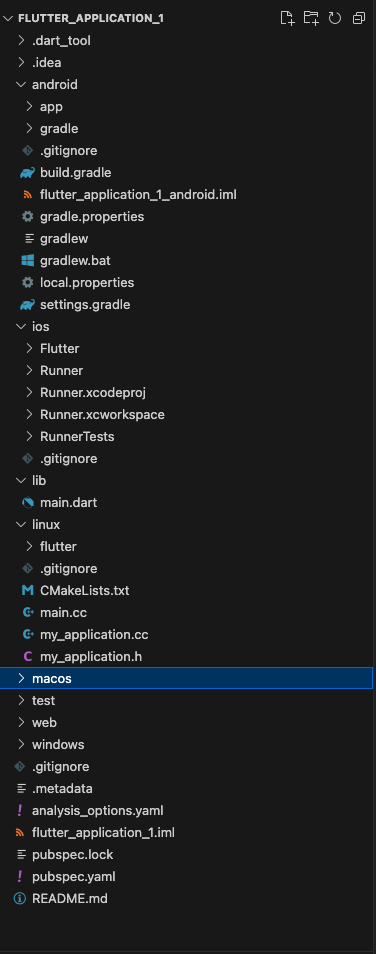 FLUTTER_APPLICATION_1
.dart_tool
.idea
android
app
gradle
.gitignore
build.gradle
flutter_application_1_android.iml
gradle.properties
gradlew
gradlew.bat
local.properties
settings.gradle
ios
Flutter
Runner
Runner.xcodeproj
Runner.xcworkspace
RunnerTests
.gitignore
lib
main.dart
linux
flutter
.gitignore
CMakeLists.txt
main.cc
my_application.cc
my_application.h
macos
test
web
windows
.gitignore
.metadata
analysis_options.yaml
flutter_application_1.iml
pubspec.lock
pubspec.yaml
README.md